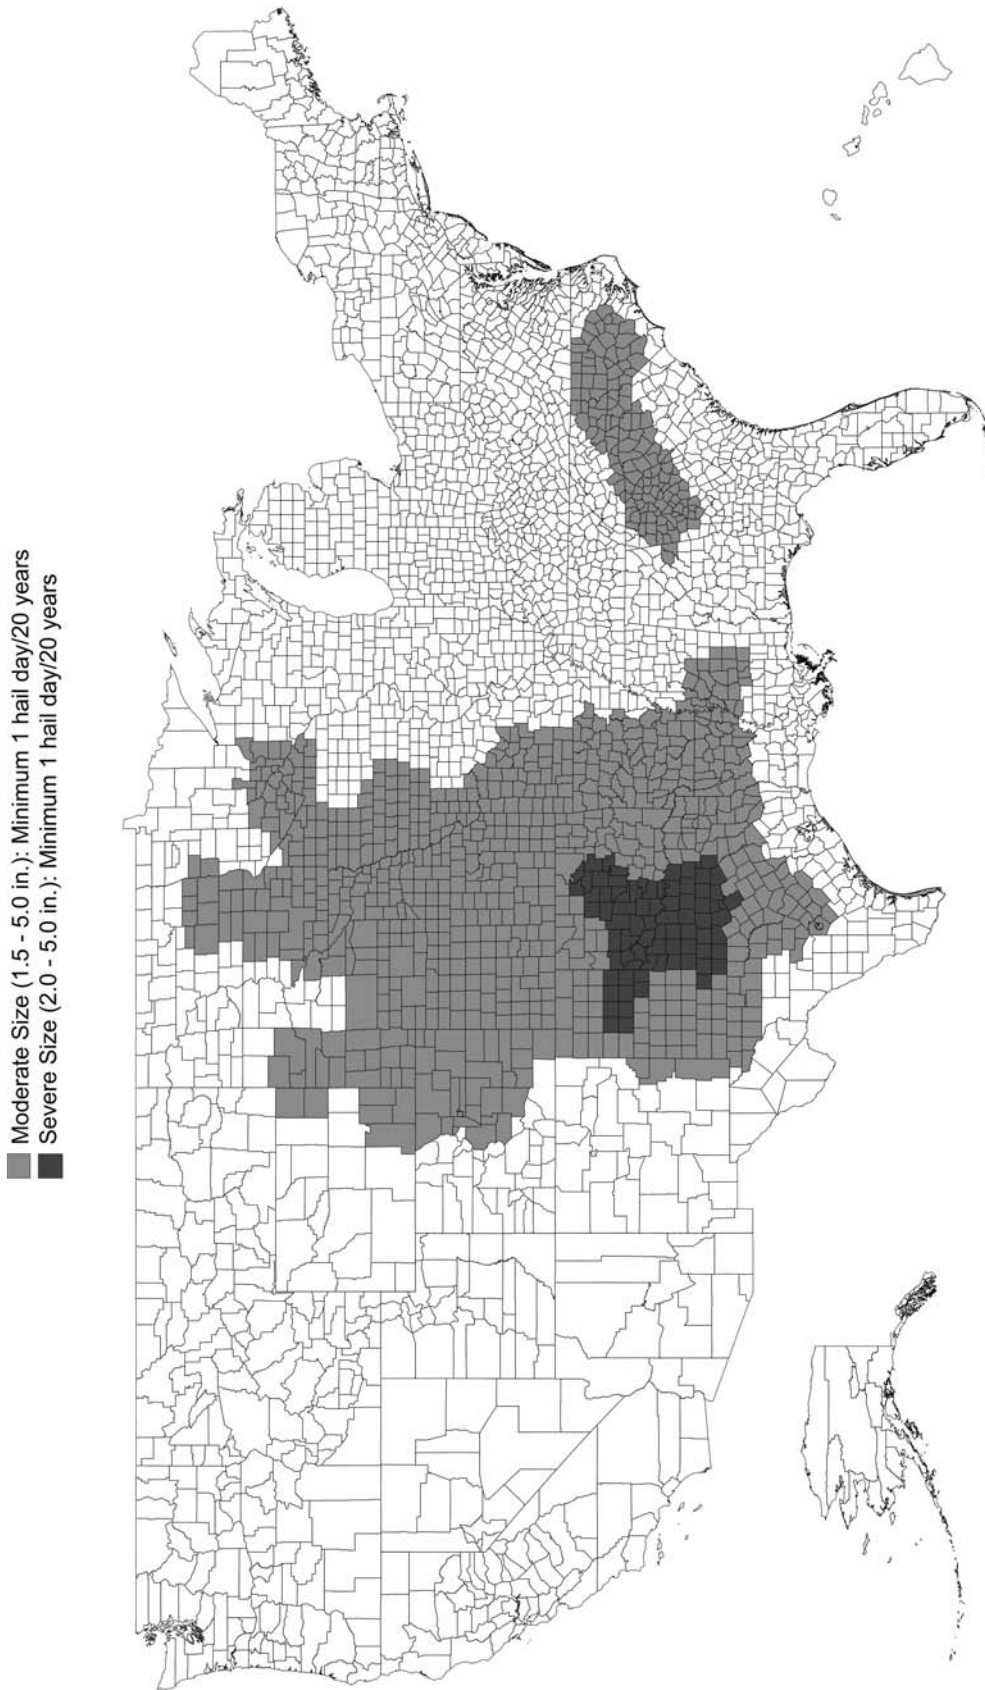 Moderate Size (1.5 - 5.0 in.): Minimum 1 hail day/20 years
Severe Size (2.0 - 5.0 in.): Minimum 1 hail day/20 years